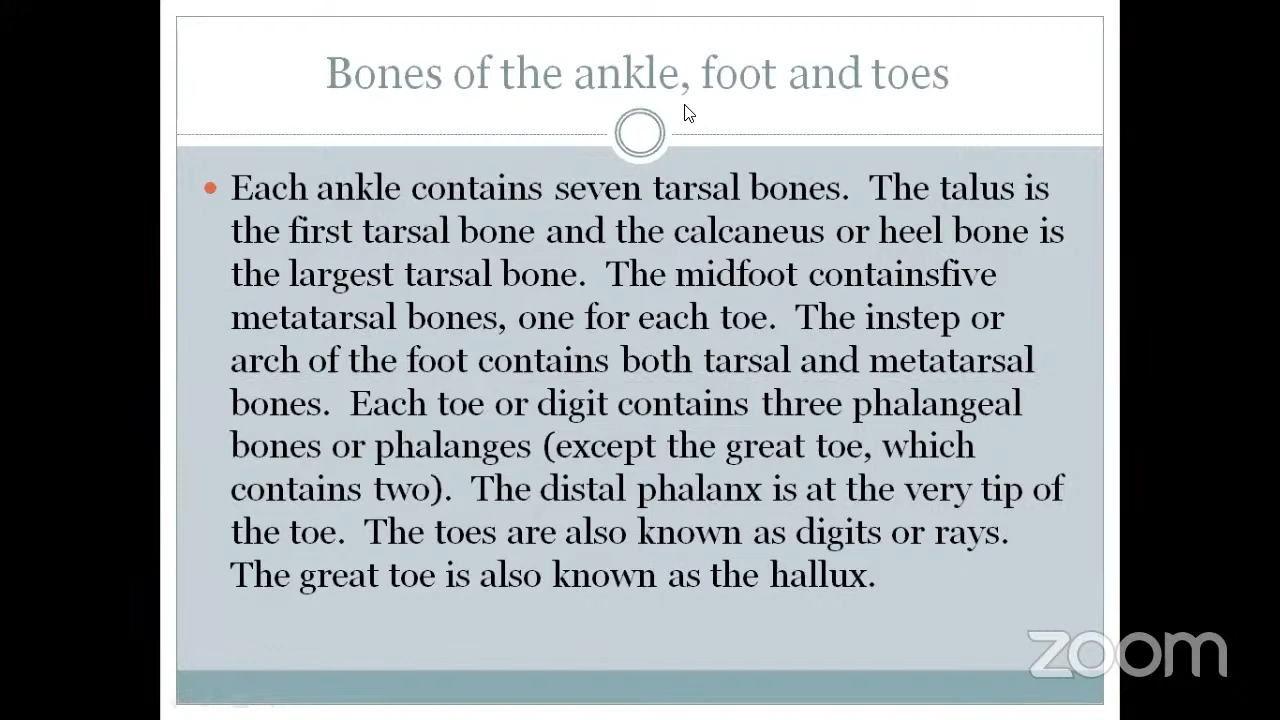 Bones of the ankle, foot and toes
Each ankle contains seven tarsal bones. The talus is
the first tarsal bone and the calcaneus or heel bone is
the largest tarsal bone. The midfoot containsfive
metatarsal bones, one for each toe. The instep or
arch of the foot contains both tarsal and metatarsal
bones. Each toe or digit contains three phalangeal
bones or phalanges (except the great toe, which
contains two). The distal phalanx is at the very tip of
the toe. The toes are also known as digits or rays.
The great toe is also known as the hallux.
zoom